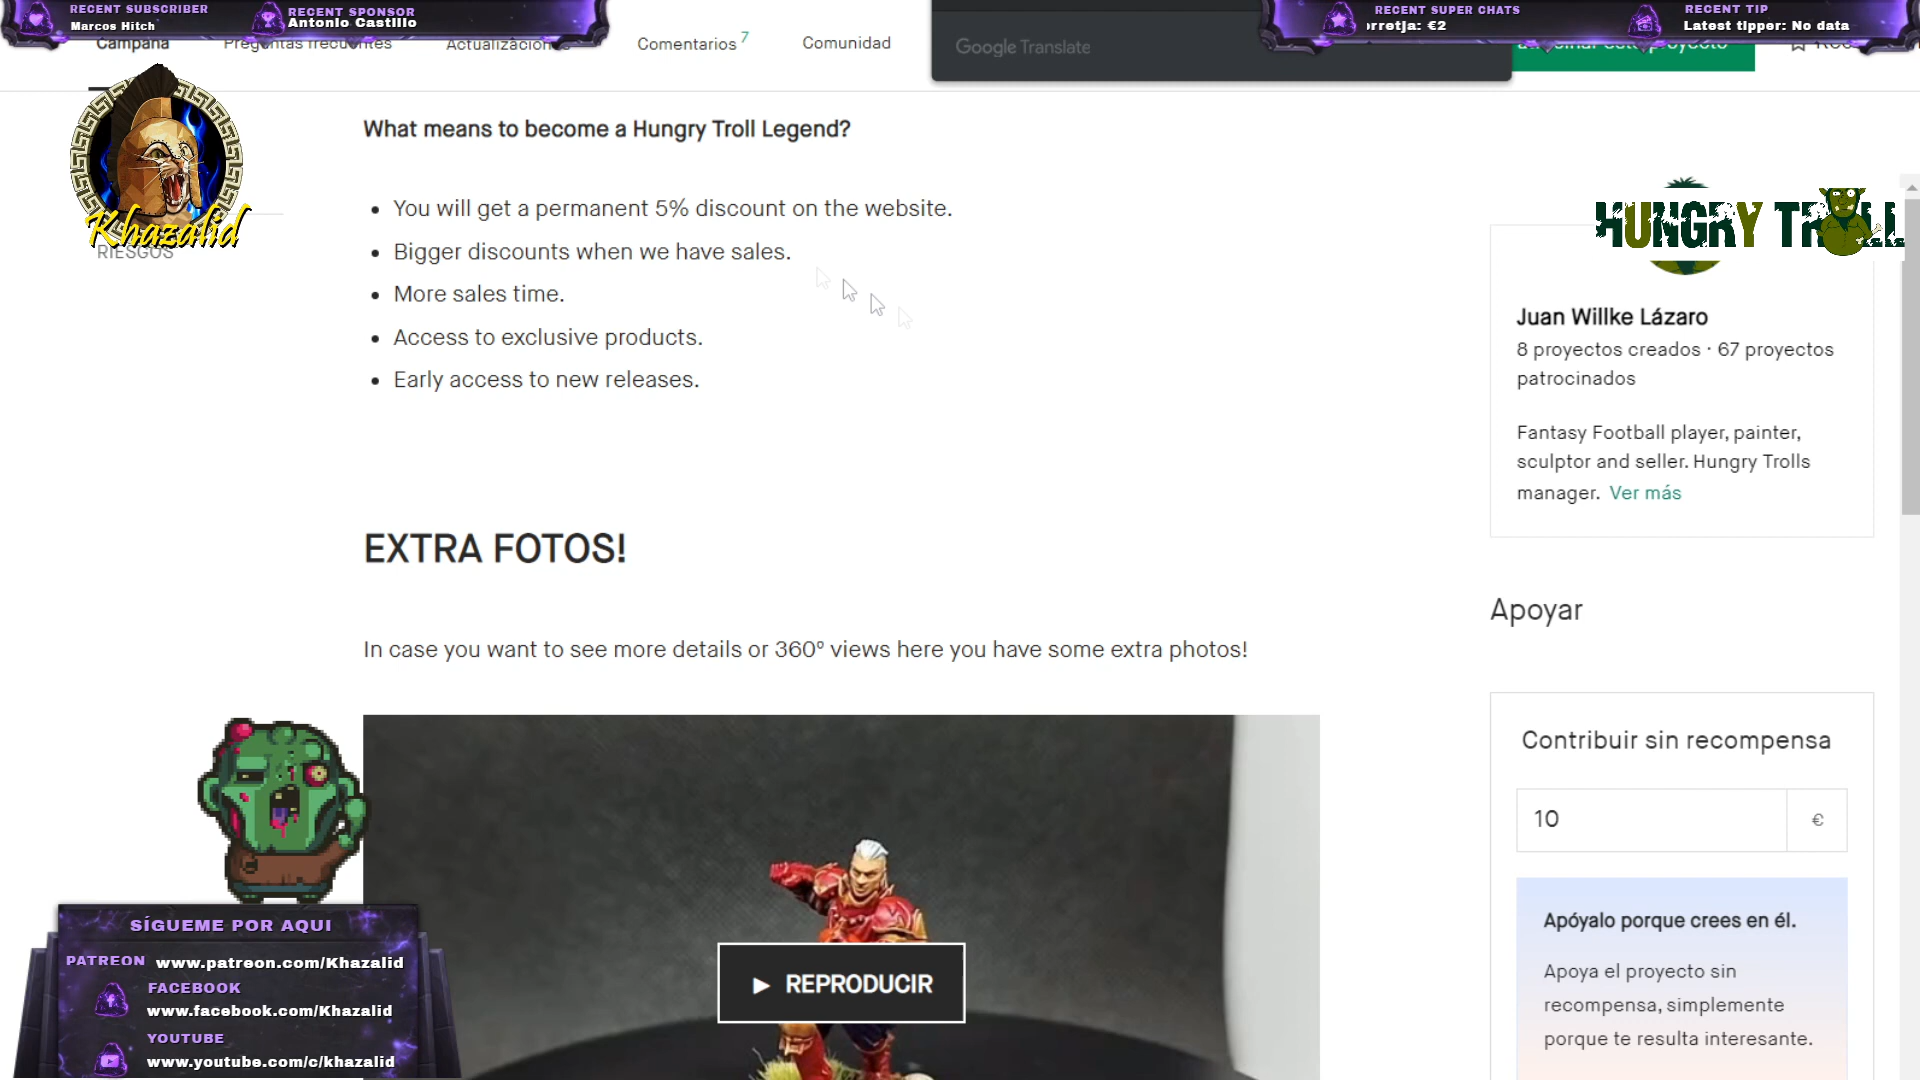 RECENT SUBSCRIBER
Marcos Hitch
RECENT SPONSOR
Antonio Castillo
RECENT SUPER CHATS
orretja: €2
RECENT TIP
Latest tipper: No data
Campaña
Preguntas frecuentes
Actualizaciones
Comentarios 7
Comunidad
Google Translate
Khazalid
RIESGOS
What means to become a Hungry Troll Legend?
• You will get a permanent 5% discount on the website.
• Bigger discounts when we have sales.
• More sales time.
• Access to exclusive products.
• Early access to new releases.
EXTRA FOTOS!
In case you want to see more details or 360º views here you have some extra photos!
► REPRODUCIR
HUNGRY TROLL
Juan Willke Lázaro
8 proyectos creados · 67 proyectos
patrocinados
Fantasy Football player, painter,
sculptor and seller. Hungry Trolls
manager. Ver más
Apoyar
Contribuir sin recompensa
10 €
Apóyalo porque crees en él.
Apoya el proyecto sin
recompensa, simplemente
porque te resulta interesante.
SÍGUEME POR AQUI
PATREON www.patreon.com/Khazalid
FACEBOOK
www.facebook.com/Khazalid
YOUTUBE
www.youtube.com/c/khazalid